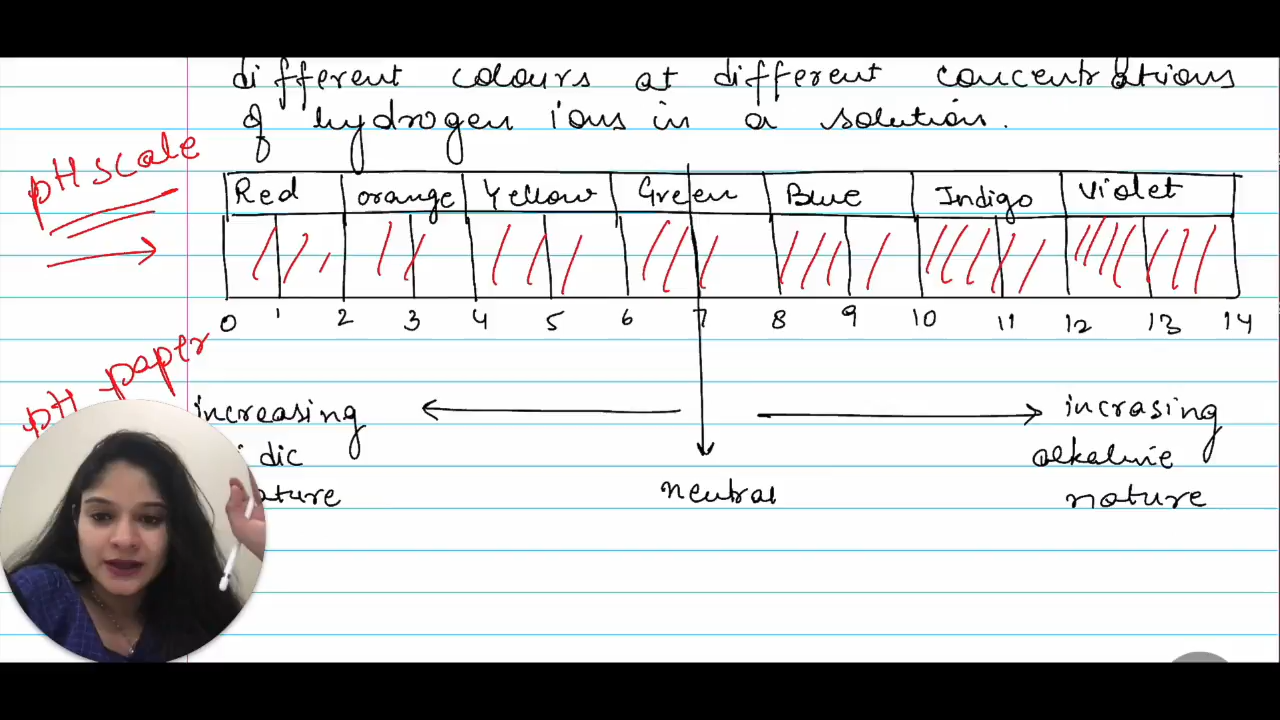 different colours at different concentrations
of hydrogen ions in a solution.
pH scale
Red orange Yellow Green Blue Indigo Violet
0 1 2 3 4 5 6 7 8 9 10 11 12 13 14
pH paper
increasing
incrasing
dic
alkaline
ature
neutral
nature